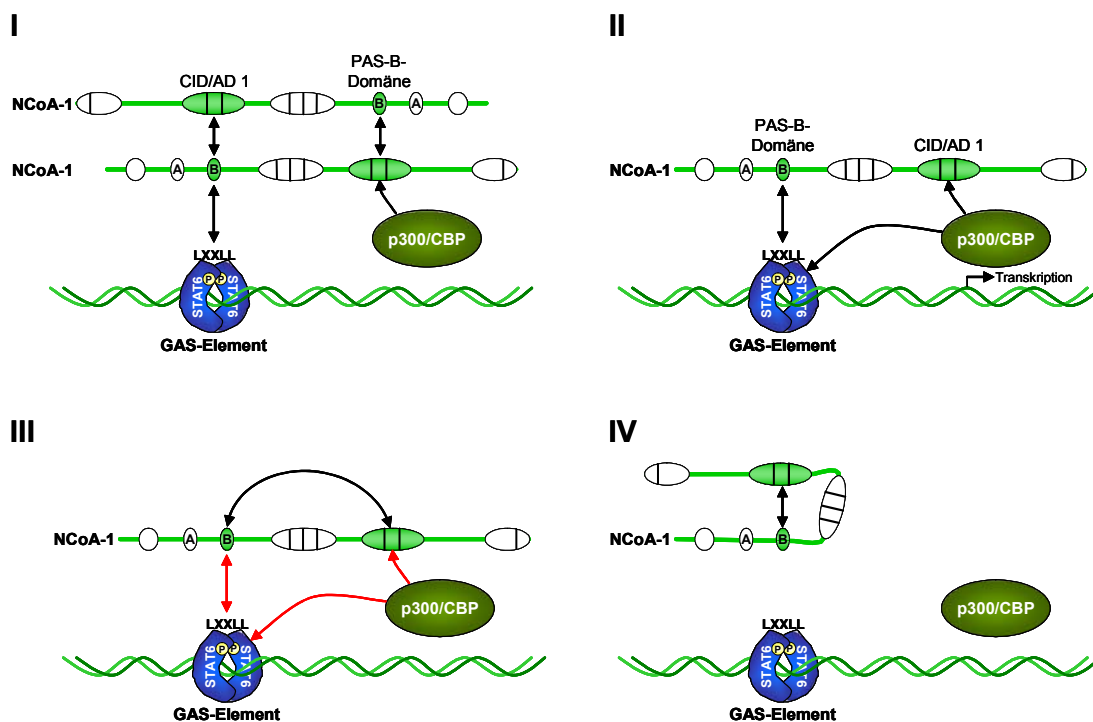 I
CID/AD 1
PAS-B-
Domäne
NCoA-1
B
A
NCoA-1
A
B
p300/CBP
LXXLL
P
P
STAT6
STAT6
GAS-Element
II
PAS-B-
Domäne
CID/AD 1
NCoA-1
A
B
p300/CBP
LXXLL
P
P
STAT6
STAT6
Transkription
GAS-Element
III
NCoA-1
A
B
p300/CBP
LXXLL
P
P
STAT6
STAT6
GAS-Element
IV
NCoA-1
A
B
p300/CBP
LXXLL
P
P
STAT6
STAT6
GAS-Element